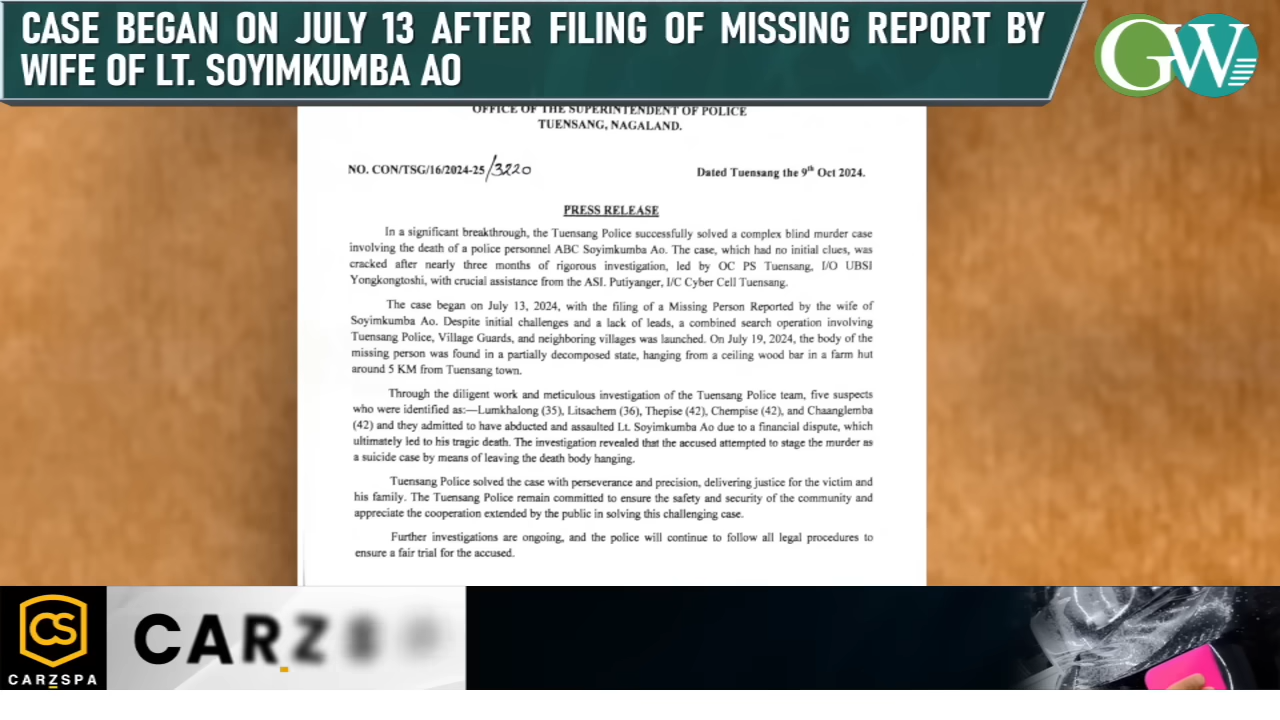 CASE BEGAN ON JULY 13 AFTER FILING OF MISSING REPORT BY
WIFE OF LT. SOYIMKUMBA AO
GW
OFFICE OF THE SUPERINTENDENT OF POLICE
TUENSANG, NAGALAND.
NO. CON/TSG/16/2024-25/3220
Dated Tuensang the 9th Oct 2024.
PRESS RELEASE
In a significant breakthrough, the Tuensang Police successfully solved a complex blind murder case
involving the death of a police personnel ABC Soyimkumba Ao. The case, which had no initial clues, was
cracked after nearly three months of rigorous investigation, led by OC PS Tuensang, I/O UBSI
Yongkongtoshi, with crucial assistance from the ASI. Putiyanger, I/C Cyber Cell Tuensang.
The case began on July 13, 2024, with the filing of a Missing Person Reported by the wife of
Soyimkumba Ao. Despite initial challenges and a lack of leads, a combined search operation involving
Tuensang Police, Village Guards, and neighboring villages was launched. On July 19, 2024, the body of the
missing person was found in a partially decomposed state, hanging from a ceiling wood bar in a farm hut
around 5 KM from Tuensang town.
Through the diligent work and meticulous investigation of the Tuensang Police team, five suspects
who were identified as:—Lumkhalong (35), Litsachem (36), Thepise (42), Chempise (42), and Chaanglemba
(42) and they admitted to have abducted and assaulted Lt. Soyimkumba Ao due to a financial dispute, which
ultimately led to his tragic death. The investigation revealed that the accused attempted to stage the murder as
a suicide case by means of leaving the death body hanging.
Tuensang Police solved the case with perseverance and precision, delivering justice for the victim and
his family. The Tuensang Police remain committed to ensure the safety and security of the community and
appreciate the cooperation extended by the public in solving this challenging case.
Further investigations are ongoing, and the police will continue to follow all legal procedures to
ensure a fair trial for the accused.
CS
CARZSPA
CARZ